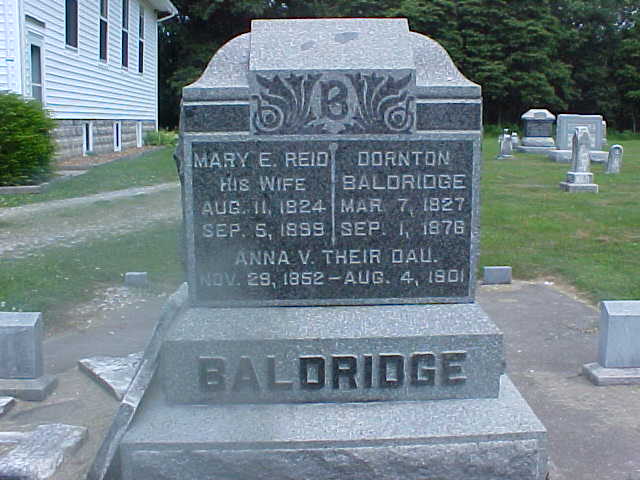 B
MARY E. REID
HIS WIFE
AUG. 11, 1824
SEP. 5, 1899
DORNTON
BALDRIDGE
MAR. 7, 1827
SEP. 1, 1876
ANNA V. THEIR DAU.
NOV. 29, 1852 – AUG. 4, 1901
BALDRIDGE